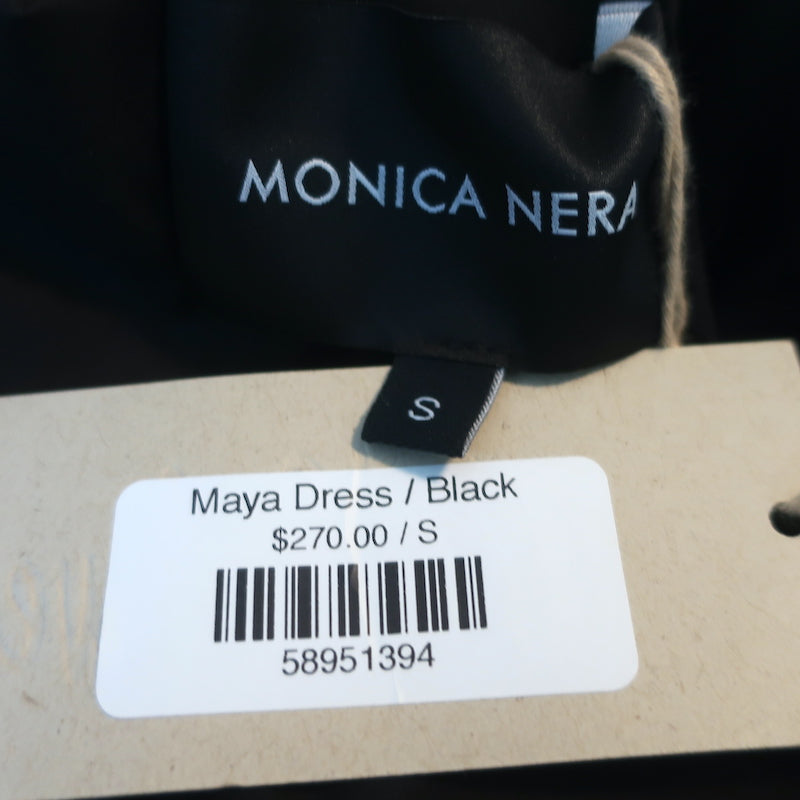 MONICA NERA
S
Maya Dress / Black
$270.00 / S
58951394